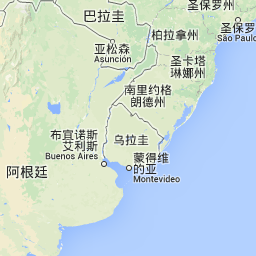 圣保罗州
巴拉圭
圣保罗
São Paulo
柏拉拿州
亚松森
Asunción
圣卡塔
琳娜州
南里约格
朗德州
布宜诺斯
艾利斯
Buenos Aires
乌拉圭
蒙得维
的亚
Montevideo
阿根廷